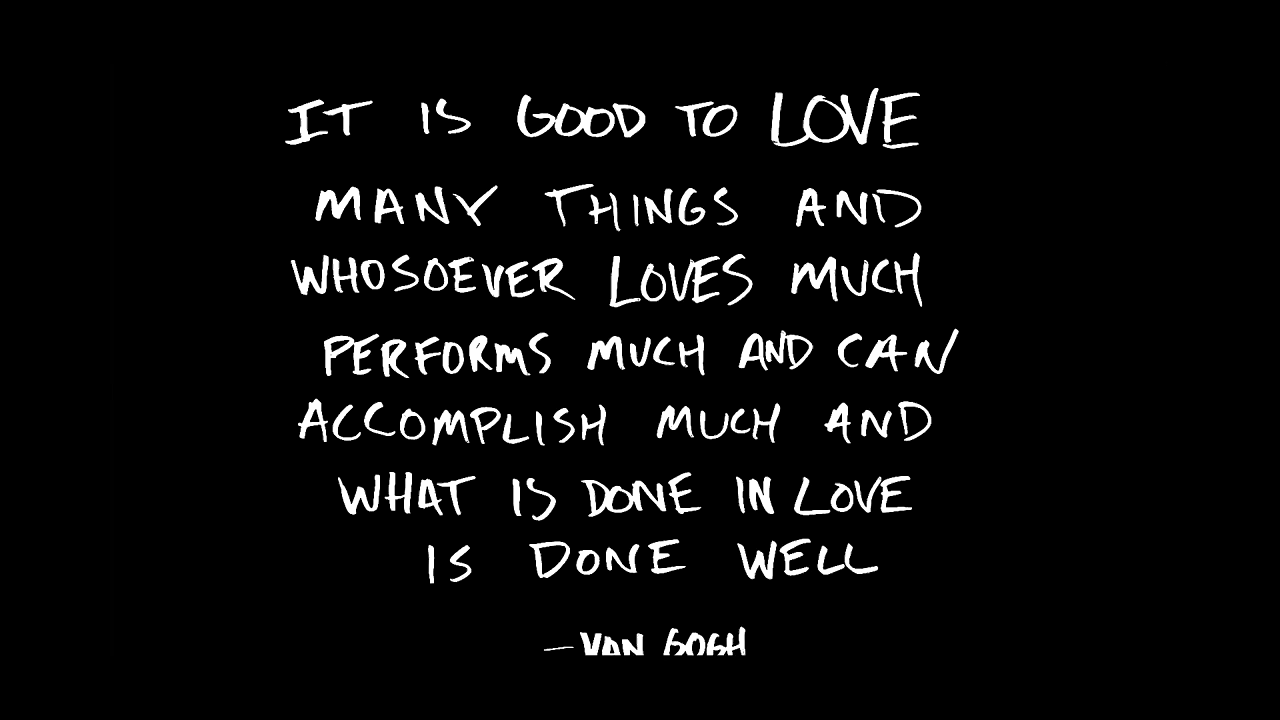 IT IS GOOD TO LOVE
MANY THINGS AND
WHOSOEVER LOVES MUCH
PERFORMS MUCH AND CAN
ACCOMPLISH MUCH AND
WHAT IS DONE IN LOVE
IS DONE WELL
—VAN GOGH